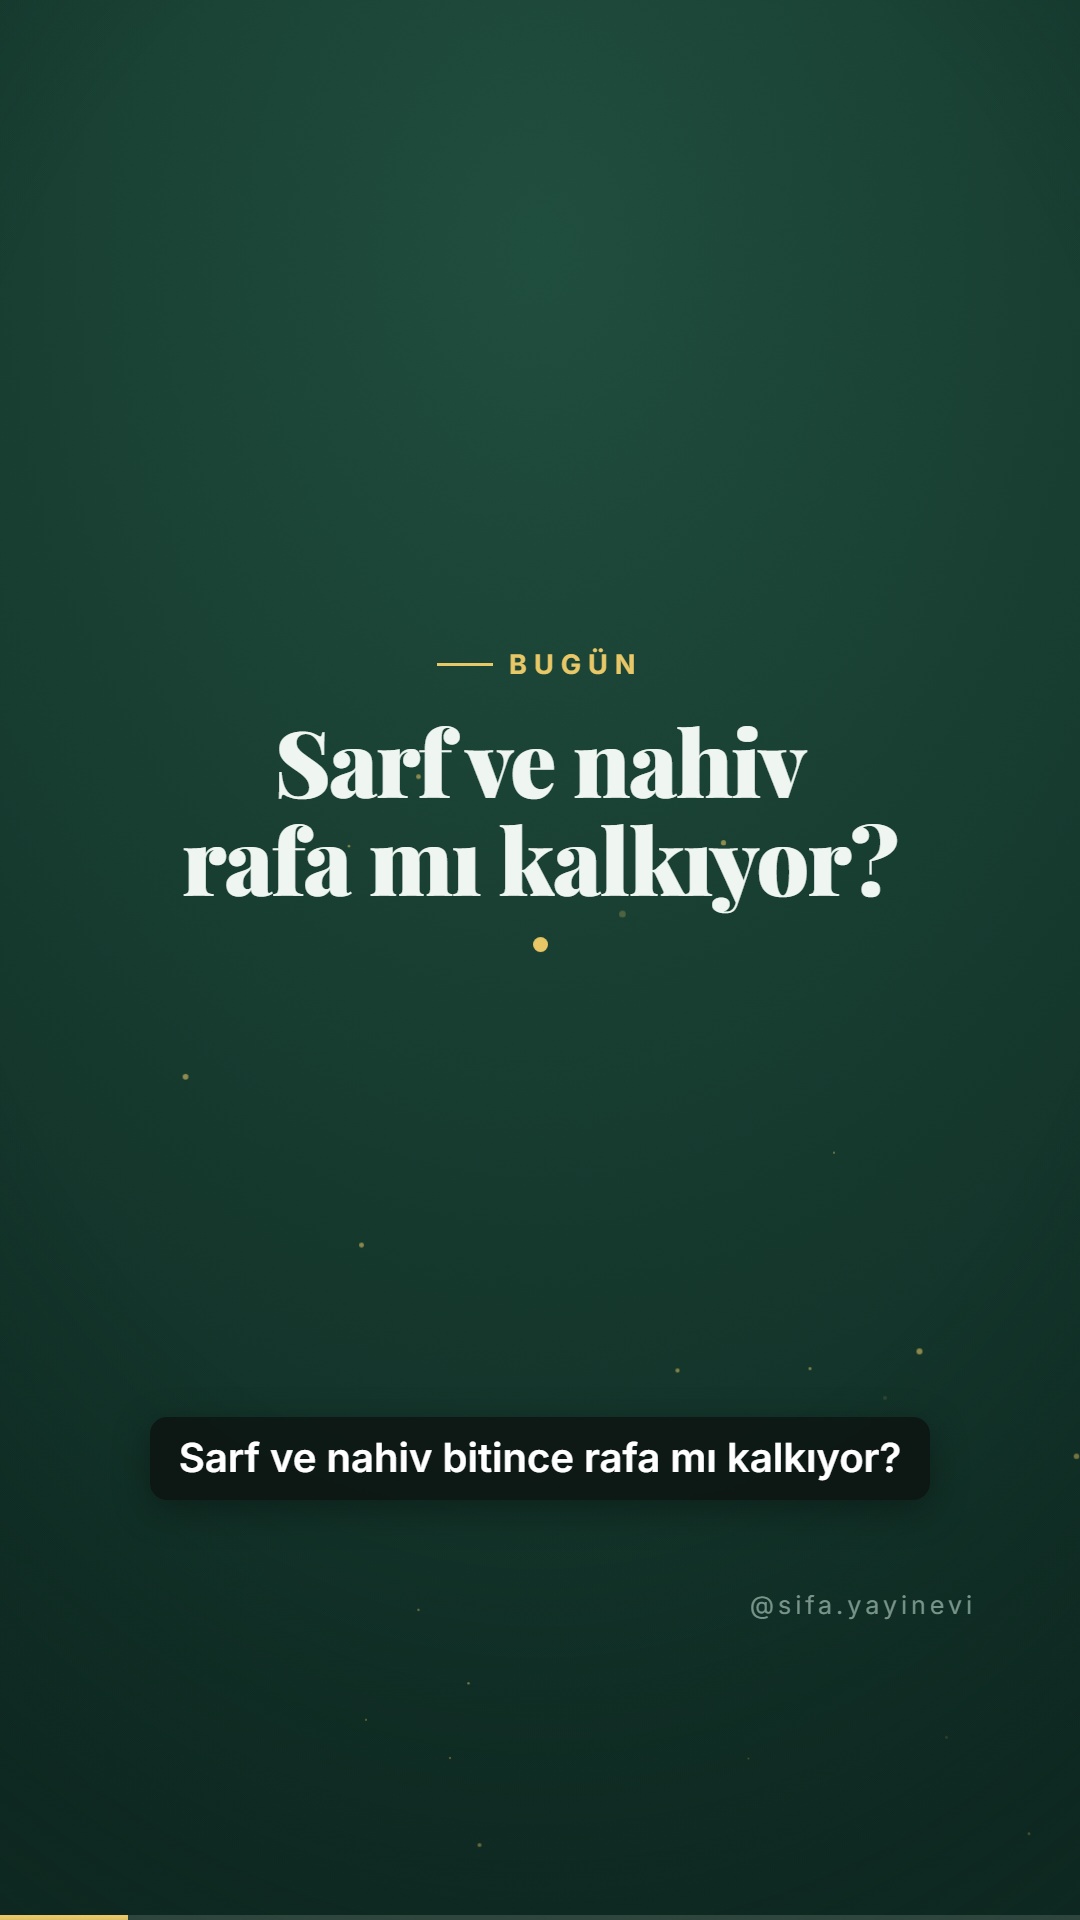 BUGÜN
Sarf ve nahiv
rafa mı kalkıyor?
Sarf ve nahiv bitince rafa mı kalkıyor?
@sifa.yayinevi